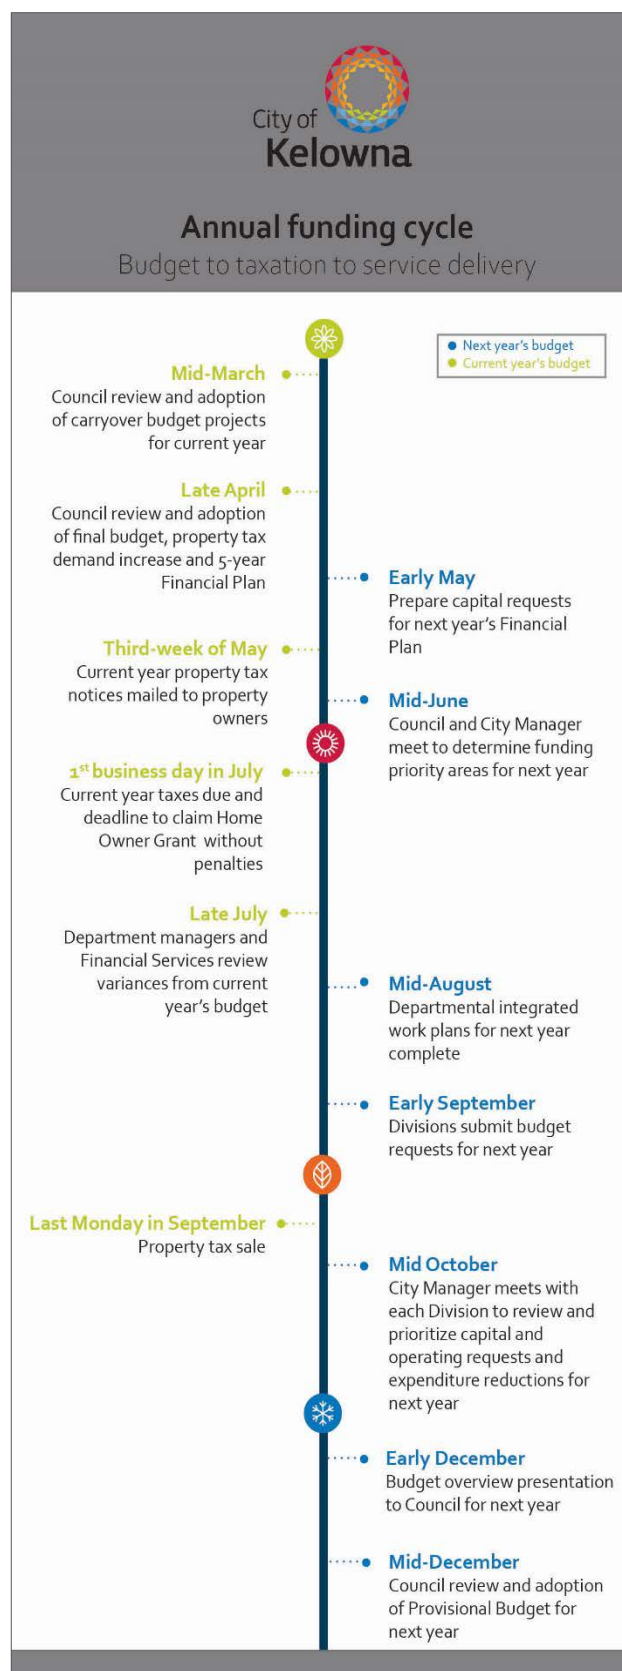 City of
Kelowna
Annual funding cycle
Budget to taxation to service delivery
Next year's budget
Current year's budget
Mid-March
Council review and adoption
of carryover budget projects
for current year
Late April
Council review and adoption
of final budget, property tax
demand increase and 5-year
Financial Plan
Early May
Prepare capital requests
for next year's Financial
Plan
Third-week of May
Current year property tax
notices mailed to property
owners
Mid-June
Council and City Manager
meet to determine funding
priority areas for next year
1st business day in July
Current year taxes due and
deadline to claim Home
Owner Grant without
penalties
Late July
Department managers and
Financial Services review
variances from current
year's budget
Mid-August
Departmental integrated
work plans for next year
complete
Early September
Divisions submit budget
requests for next year
Last Monday in September
Property tax sale
Mid October
City Manager meets with
each Division to review and
prioritize capital and
operating requests and
expenditure reductions for
next year
Early December
Budget overview presentation
to Council for next year
Mid-December
Council review and adoption
of Provisional Budget for
next year